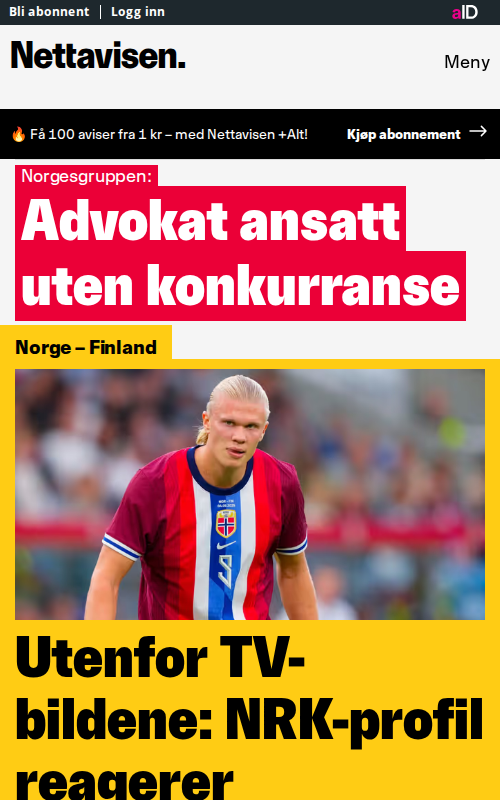 Bli abonnent | Logg inn
aID
Nettavisen.
Meny
🔥 Få 100 aviser fra 1 kr – med Nettavisen +Alt!
Kjøp abonnement →
Norgesgruppen:
Advokat ansatt
uten konkurranse
Norge – Finland
9
Utenfor TV-
bildene: NRK-profil
reagerer